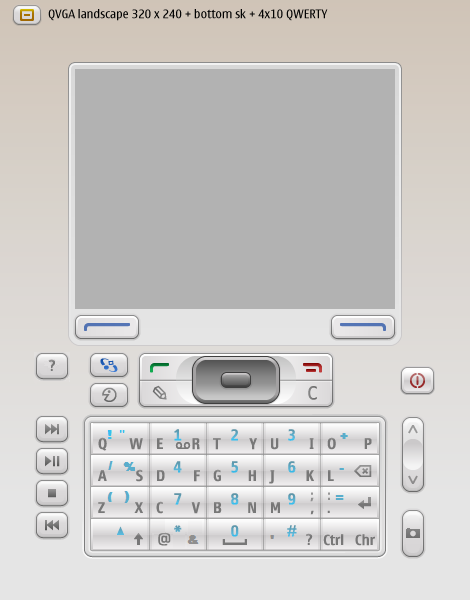 QVGA landscape 320 x 240 + bottom sk + 4x10 QWERTY
?
i
C
Q ! " W E 1 R T 2 Y U 3 I O + P
A / % S D 4 F G 5 H J 6 K L -
Z ( ) X C 7 V B 8 N M 9 ; , : . =
@ * & 0 ' # ? Ctrl Chr